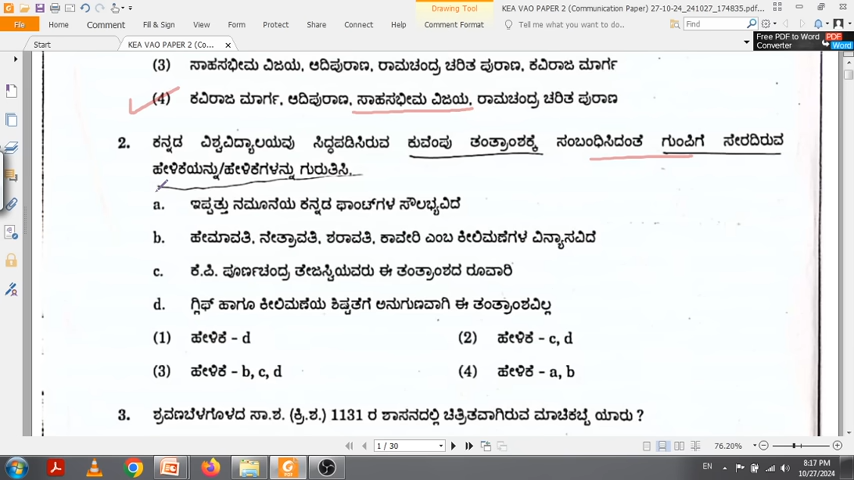 Drawing Tool
KEA VAO PAPER 2 (Communication Paper) 27-10-24_241027_174835.pdf...
File
Home
Comment
Fill & Sign
View
Form
Protect
Share
Connect
Help
Comment Format
Tell me what you want to do...
Find
Free PDF to Word Converter
PDF
Word
Start
KEA VAO PAPER 2 (Com...
(3) ಸಾಹಸಭೀಮ ವಿಜಯ, ಆದಿಪುರಾಣ, ರಾಮಚಂದ್ರ ಚರಿತ ಪುರಾಣ, ಕವಿರಾಜ ಮಾರ್ಗ
(4) ಕವಿರಾಜ ಮಾರ್ಗ, ಆದಿಪುರಾಣ, ಸಾಹಸಭೀಮ ವಿಜಯ, ರಾಮಚಂದ್ರ ಚರಿತ ಪುರಾಣ
2. ಕನ್ನಡ ವಿಶ್ವವಿದ್ಯಾಲಯವು ಸಿದ್ಧಪಡಿಸಿರುವ ಕುವೆಂಪು ತಂತ್ರಾಂಶಕ್ಕೆ ಸಂಬಂಧಿಸಿದಂತೆ ಗುಂಪಿಗೆ ಸೇರದಿರುವ
ಹೇಳಿಕೆಯನ್ನು/ಹೇಳಿಕೆಗಳನ್ನು ಗುರುತಿಸಿ.
a. ಇಪ್ಪತ್ತು ನಮೂನೆಯ ಕನ್ನಡ ಫಾಂಟ್‌ಗಳ ಸೌಲಭ್ಯವಿದೆ
b. ಹೇಮಾವತಿ, ನೇತ್ರಾವತಿ, ಶರಾವತಿ, ಕಾವೇರಿ ಎಂಬ ಕೀಲಿಮಣೆಗಳ ವಿನ್ಯಾಸವಿದೆ
c. ಕೆ.ಪಿ. ಪೂರ್ಣಚಂದ್ರ ತೇಜಸ್ವಿಯವರು ಈ ತಂತ್ರಾಂಶದ ರೂವಾರಿ
d. ಗ್ಲಿಫ್ ಹಾಗೂ ಕೀಲಿಮಣೆಯ ಶಿಷ್ಟತೆಗೆ ಅನುಗುಣವಾಗಿ ಈ ತಂತ್ರಾಂಶವಿಲ್ಲ
(1) ಹೇಳಿಕೆ – d (2) ಹೇಳಿಕೆ – c, d
(3) ಹೇಳಿಕೆ – b, c, d (4) ಹೇಳಿಕೆ – a, b
3. ಶ್ರವಣಬೆಳಗೊಳದ ಸಾ.ಶ. (ಕ್ರಿ.ಶ.) 1131 ರ ಶಾಸನದಲ್ಲಿ ಚಿತ್ರಿತವಾಗಿರುವ ಮಾಚಿಕಬ್ಬೆ ಯಾರು ?
1 / 30
76.20%
EN
8:17 PM
10/27/2024